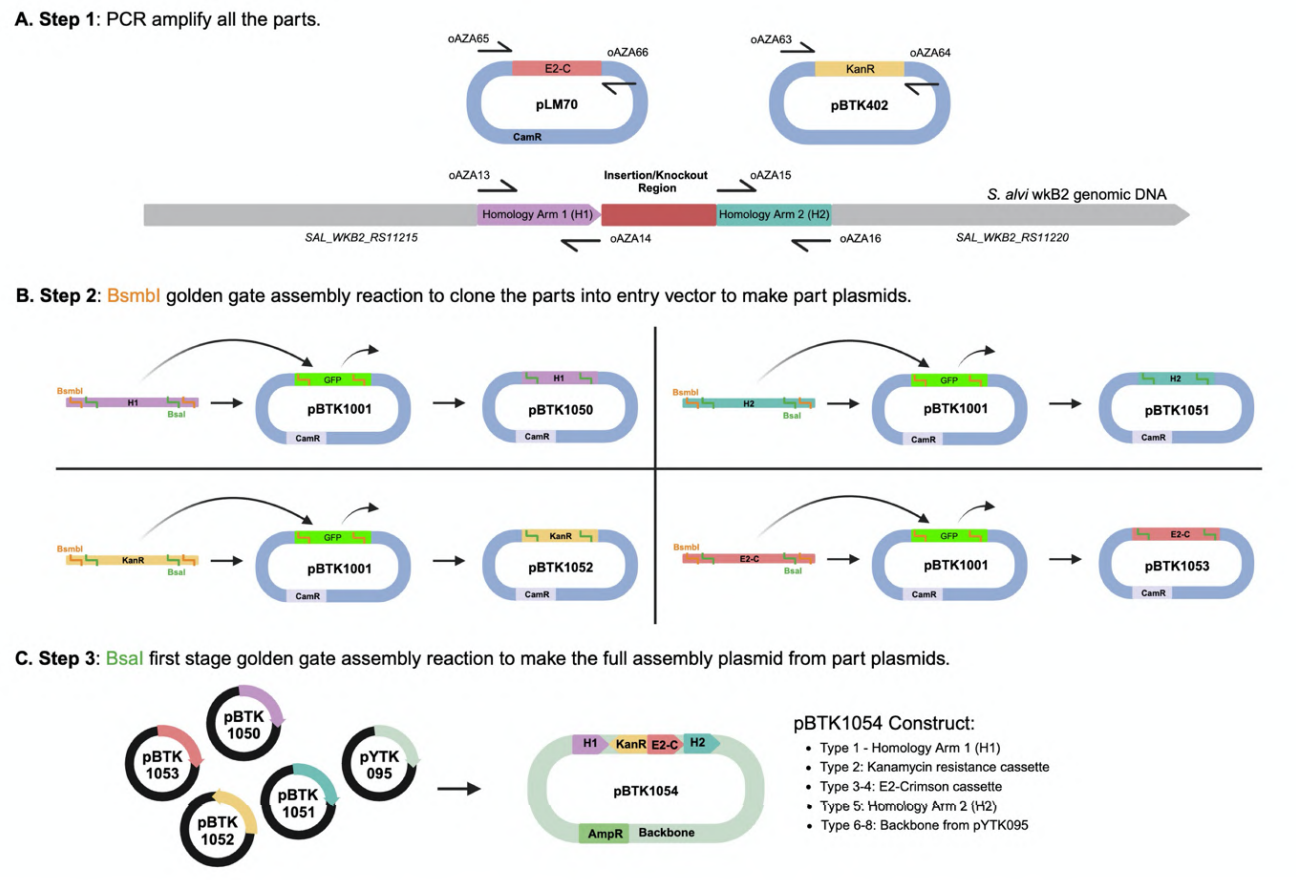 A. Step 1: PCR amplify all the parts.
oAZA65
oAZA66
E2-C
pLM70
CamR
oAZA63
oAZA64
KanR
pBTK402
oAZA13
Insertion/Knockout
Region
oAZA15
S. alvi wkB2 genomic DNA
Homology Arm 1 (H1)
Homology Arm 2 (H2)
SAL_WKB2_RS11215
oAZA14
oAZA16
SAL_WKB2_RS11220
B. Step 2: BsmbI golden gate assembly reaction to clone the parts into entry vector to make part plasmids.
BsmbI
H1
BsaI
GFP
pBTK1001
CamR
H1
pBTK1050
CamR
BsmbI
H2
BsaI
GFP
pBTK1001
CamR
H2
pBTK1051
CamR
BsmbI
KanR
BsaI
GFP
pBTK1001
CamR
KanR
pBTK1052
CamR
BsmbI
E2-C
BsaI
GFP
pBTK1001
CamR
E2-C
pBTK1053
CamR
C. Step 3: BsaI first stage golden gate assembly reaction to make the full assembly plasmid from part plasmids.
pBTK
1050
pBTK
1053
pYTK
095
pBTK
1051
pBTK
1052
H1 KanR E2-C H2
pBTK1054
AmpR Backbone
pBTK1054 Construct:
• Type 1 - Homology Arm 1 (H1)
• Type 2: Kanamycin resistance cassette
• Type 3-4: E2-Crimson cassette
• Type 5: Homology Arm 2 (H2)
• Type 6-8: Backbone from pYTK095